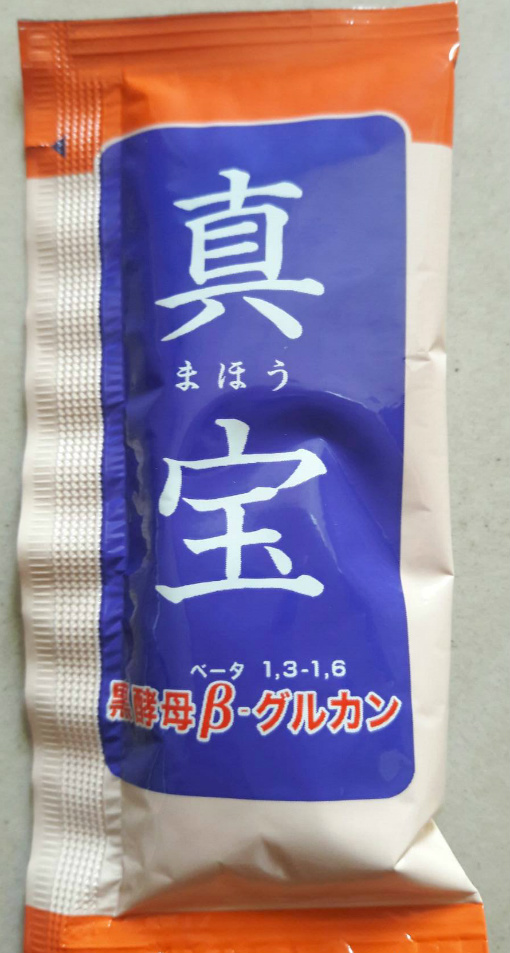 真
まほう
宝
ベータ 1,3-1,6
黒酵母β-グルカン